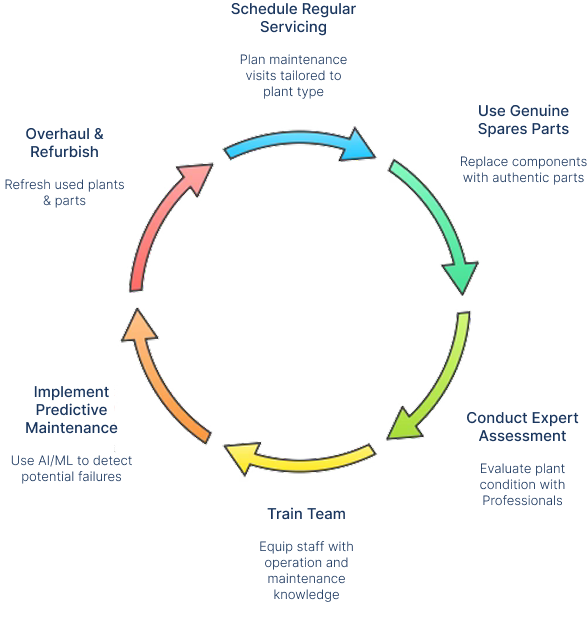 Schedule Regular
Servicing
Plan maintenance
visits tailored to
plant type
Use Genuine
Spares Parts
Replace components
with authentic parts
Conduct Expert
Assessment
Evaluate plant
condition with
Professionals
Train Team
Equip staff with
operation and
maintenance
knowledge
Implement
Predictive
Maintenance
Use AI/ML to detect
potential failures
Overhaul &
Refurbish
Refresh used plants
& parts